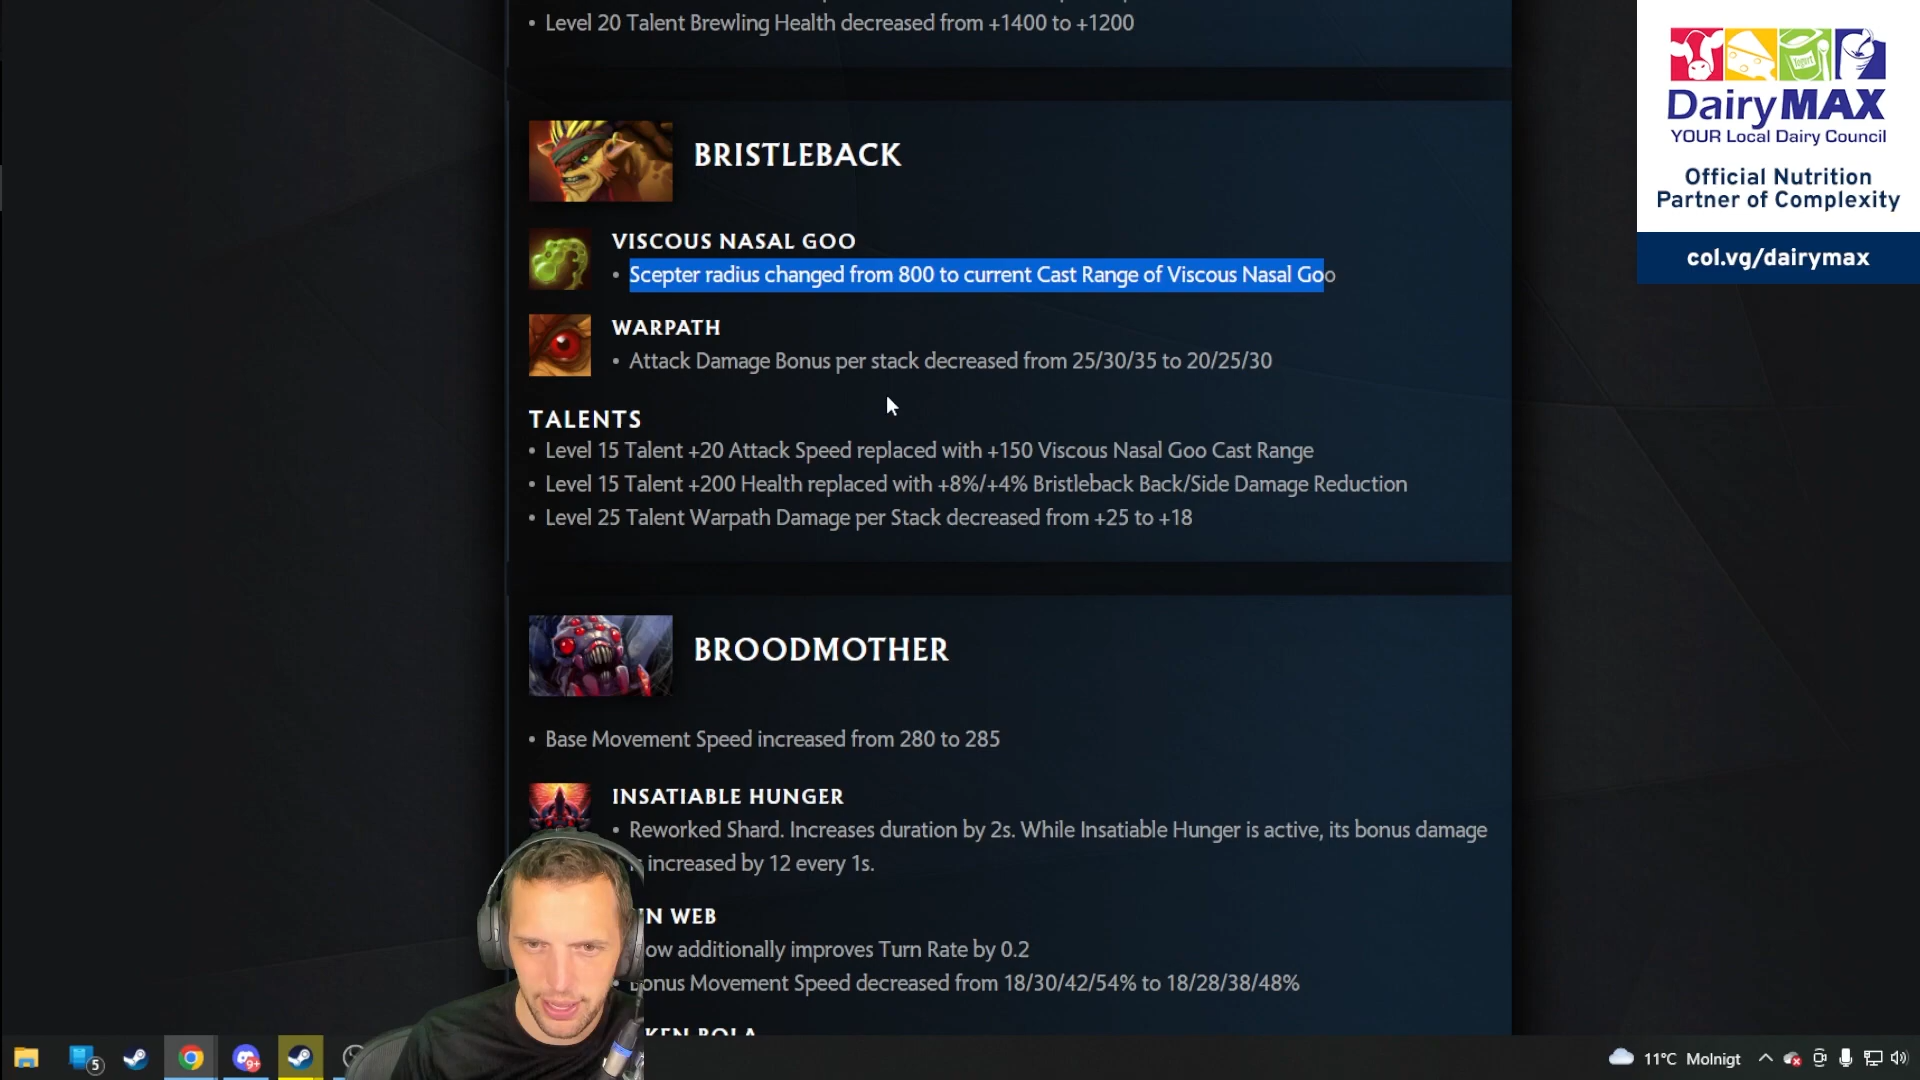 • Level 20 Talent Brewling Health decreased from +1400 to +1200
BRISTLEBACK
VISCOUS NASAL GOO
• Scepter radius changed from 800 to current Cast Range of Viscous Nasal Goo
WARPATH
• Attack Damage Bonus per stack decreased from 25/30/35 to 20/25/30
TALENTS
• Level 15 Talent +20 Attack Speed replaced with +150 Viscous Nasal Goo Cast Range
• Level 15 Talent +200 Health replaced with +8%/+4% Bristleback Back/Side Damage Reduction
• Level 25 Talent Warpath Damage per Stack decreased from +25 to +18
BROODMOTHER
• Base Movement Speed increased from 280 to 285
INSATIABLE HUNGER
• Reworked Shard. Increases duration by 2s. While Insatiable Hunger is active, its bonus damage
increased by 12 every 1s.
WEB
additionally improves Turn Rate by 0.2
Movement Speed decreased from 18/30/42/54% to 18/28/38/48%
Yogurt
DairyMAX
YOUR Local Dairy Council
Official Nutrition
Partner of Complexity
col.vg/dairymax
5
9+
11°C Molnigt